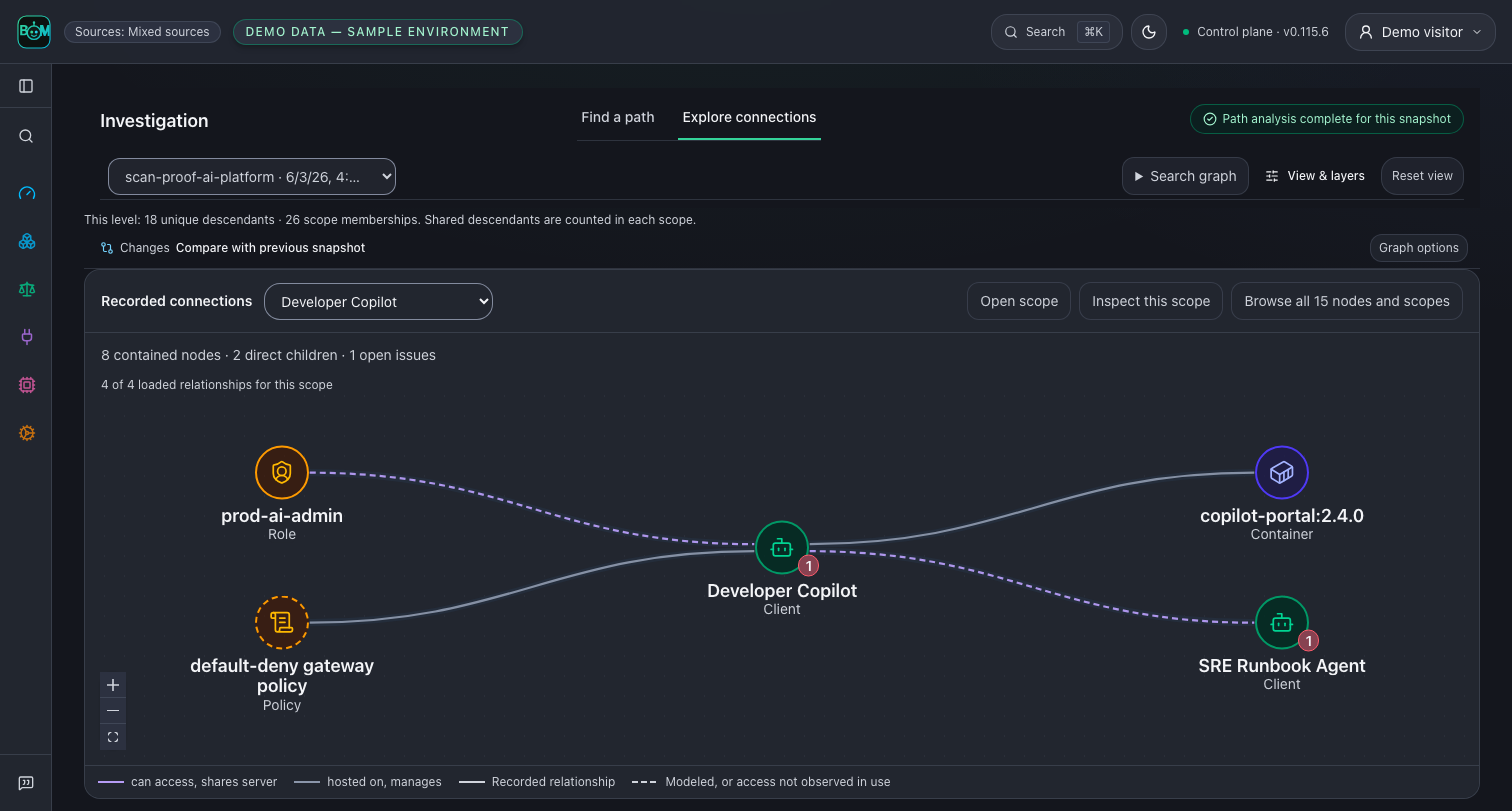 BOM
Sources: Mixed sources
DEMO DATA — SAMPLE ENVIRONMENT
Search ⌘K
Control plane · v0.115.6
Demo visitor
Investigation
Find a path
Explore connections
Path analysis complete for this snapshot
scan-proof-ai-platform · 6/3/26, 4:...
Search graph
View & layers
Reset view
This level: 18 unique descendants · 26 scope memberships. Shared descendants are counted in each scope.
Changes Compare with previous snapshot
Graph options
Recorded connections
Developer Copilot
Open scope
Inspect this scope
Browse all 15 nodes and scopes
8 contained nodes · 2 direct children · 1 open issues
4 of 4 loaded relationships for this scope
prod-ai-admin
Role
copilot-portal:2.4.0
Container
1
Developer Copilot
Client
default-deny gateway
policy
Policy
1
SRE Runbook Agent
Client
can access, shares server
hosted on, manages
Recorded relationship
Modeled, or access not observed in use